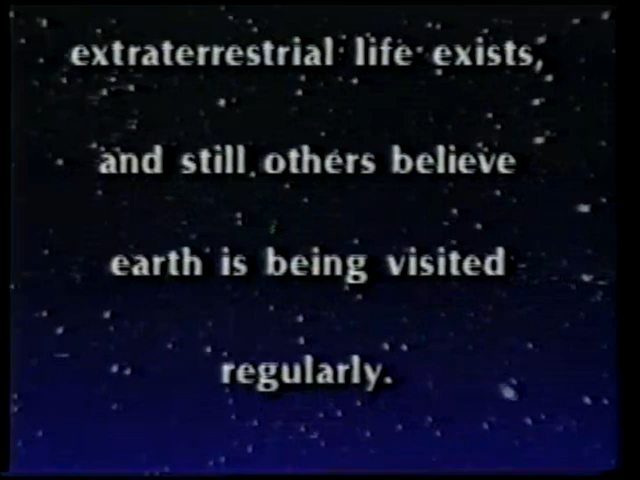 extraterrestrial life exists,
and still others believe
earth is being visited
regularly.